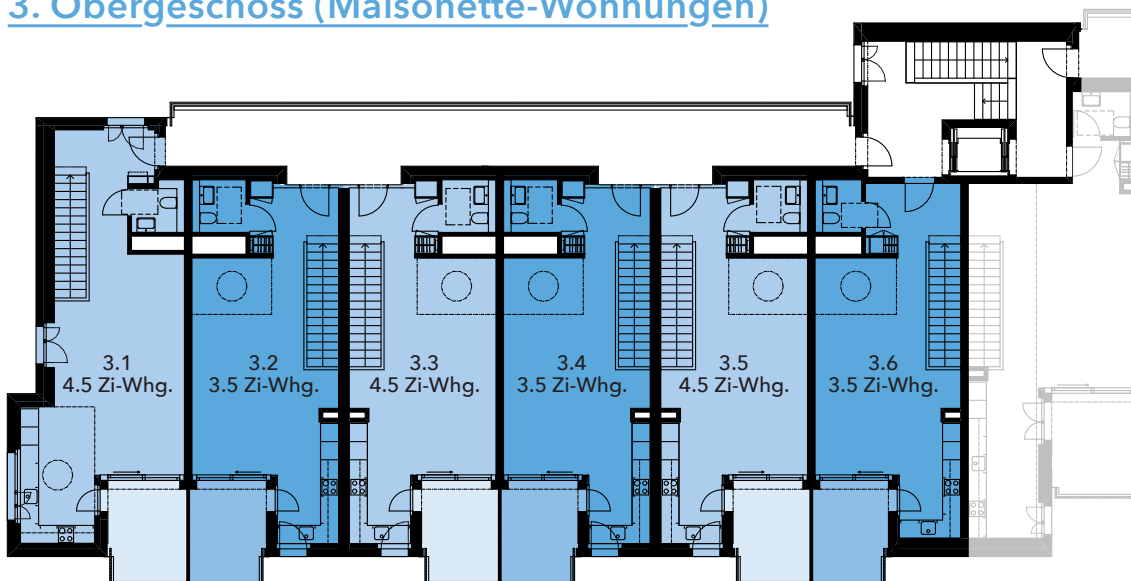 3. Obergeschoss (Maisonette-Wohnungen)
3.1
4.5 Zi-Whg.
3.2
3.5 Zi-Whg.
3.3
4.5 Zi-Whg.
3.4
3.5 Zi-Whg.
3.5
4.5 Zi-Whg.
3.6
3.5 Zi-Whg.